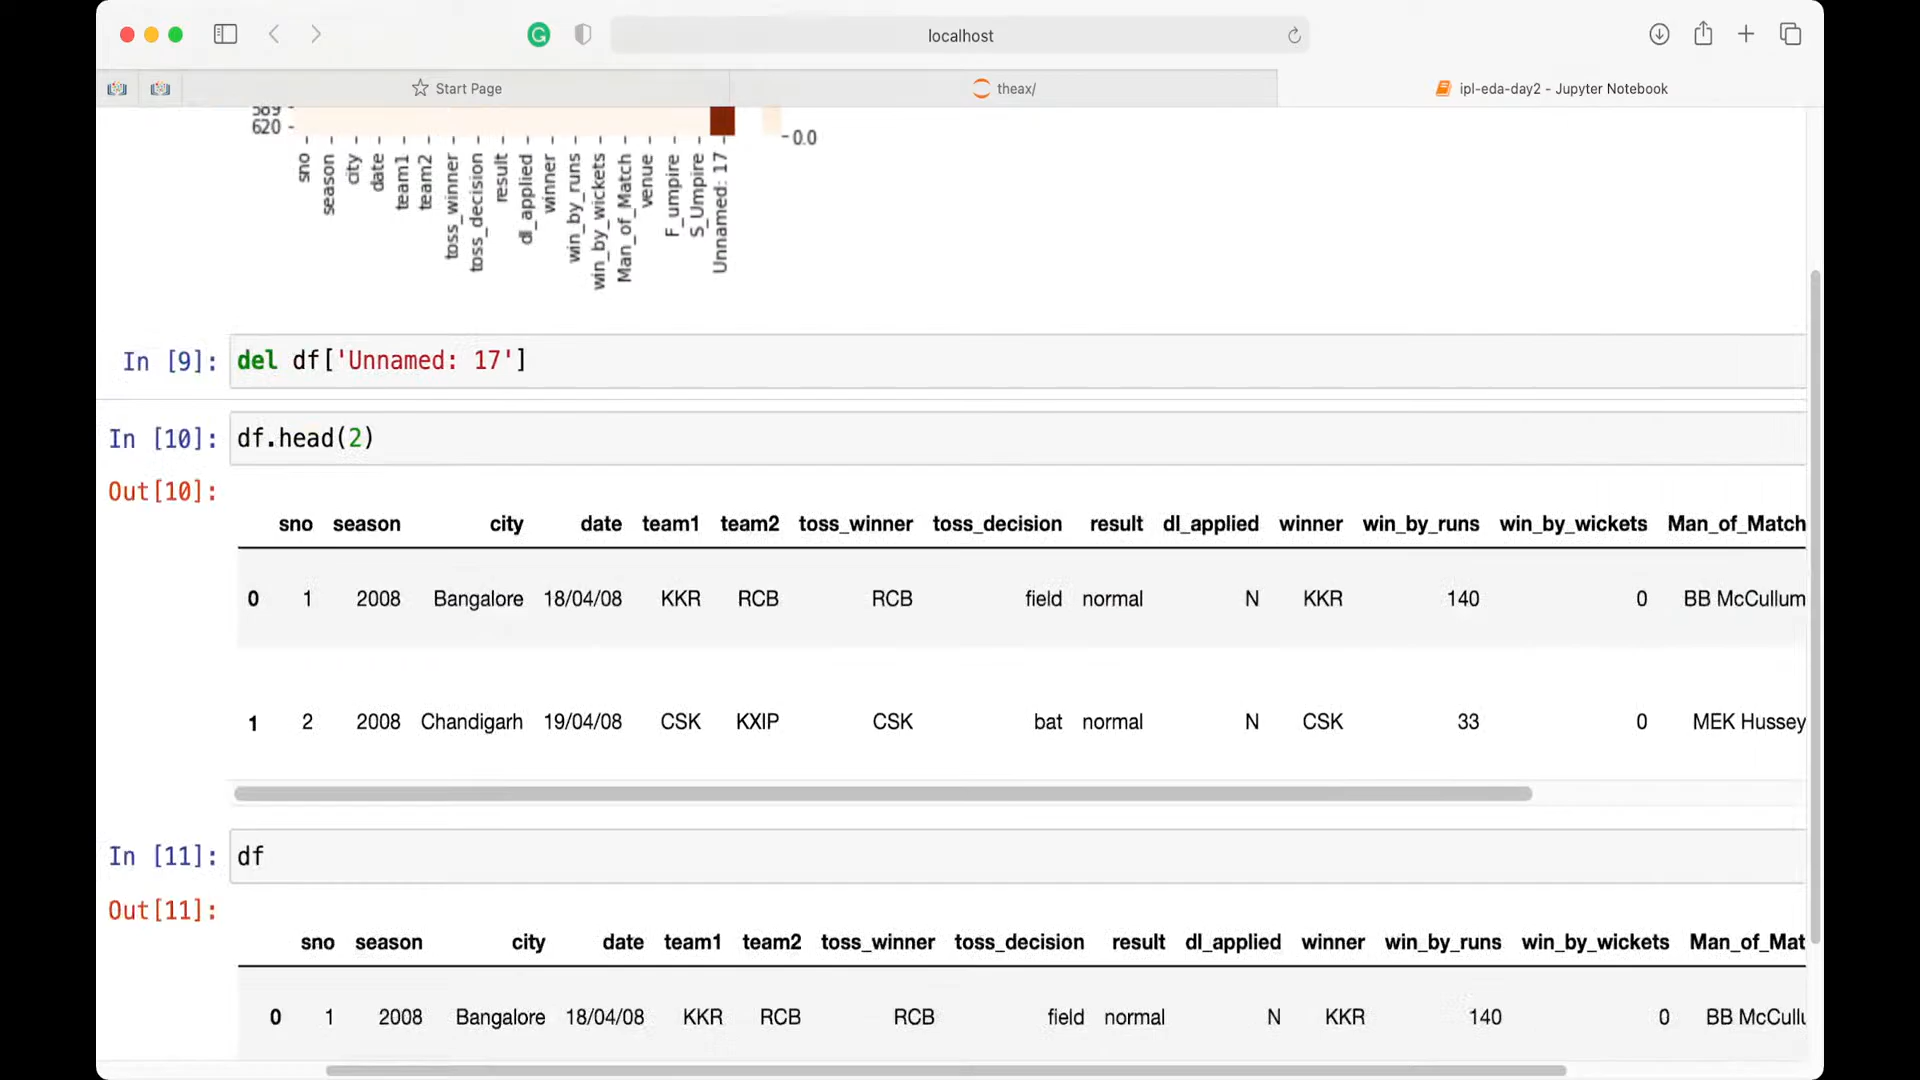 localhost
Start Page
theax/
ipl-eda-day2 - Jupyter Notebook
589
620
0.0
sno
season
city
date
team1
team2
toss_winner
toss_decision
result
dl_applied
winner
win_by_runs
win_by_wickets
Man_of_Match
venue
F_umpire
S_Umpire
Unnamed: 17
In [9]: del df['Unnamed: 17']
In [10]: df.head(2)
Out[10]:
sno season city date team1 team2 toss_winner toss_decision result dl_applied winner win_by_runs win_by_wickets Man_of_Match
0 1 2008 Bangalore 18/04/08 KKR RCB RCB field normal N KKR 140 0 BB McCullum
1 2 2008 Chandigarh 19/04/08 CSK KXIP CSK bat normal N CSK 33 0 MEK Hussey
In [11]: df
Out[11]:
sno season city date team1 team2 toss_winner toss_decision result dl_applied winner win_by_runs win_by_wickets Man_of_Mat
0 1 2008 Bangalore 18/04/08 KKR RCB RCB field normal N KKR 140 0 BB McCull